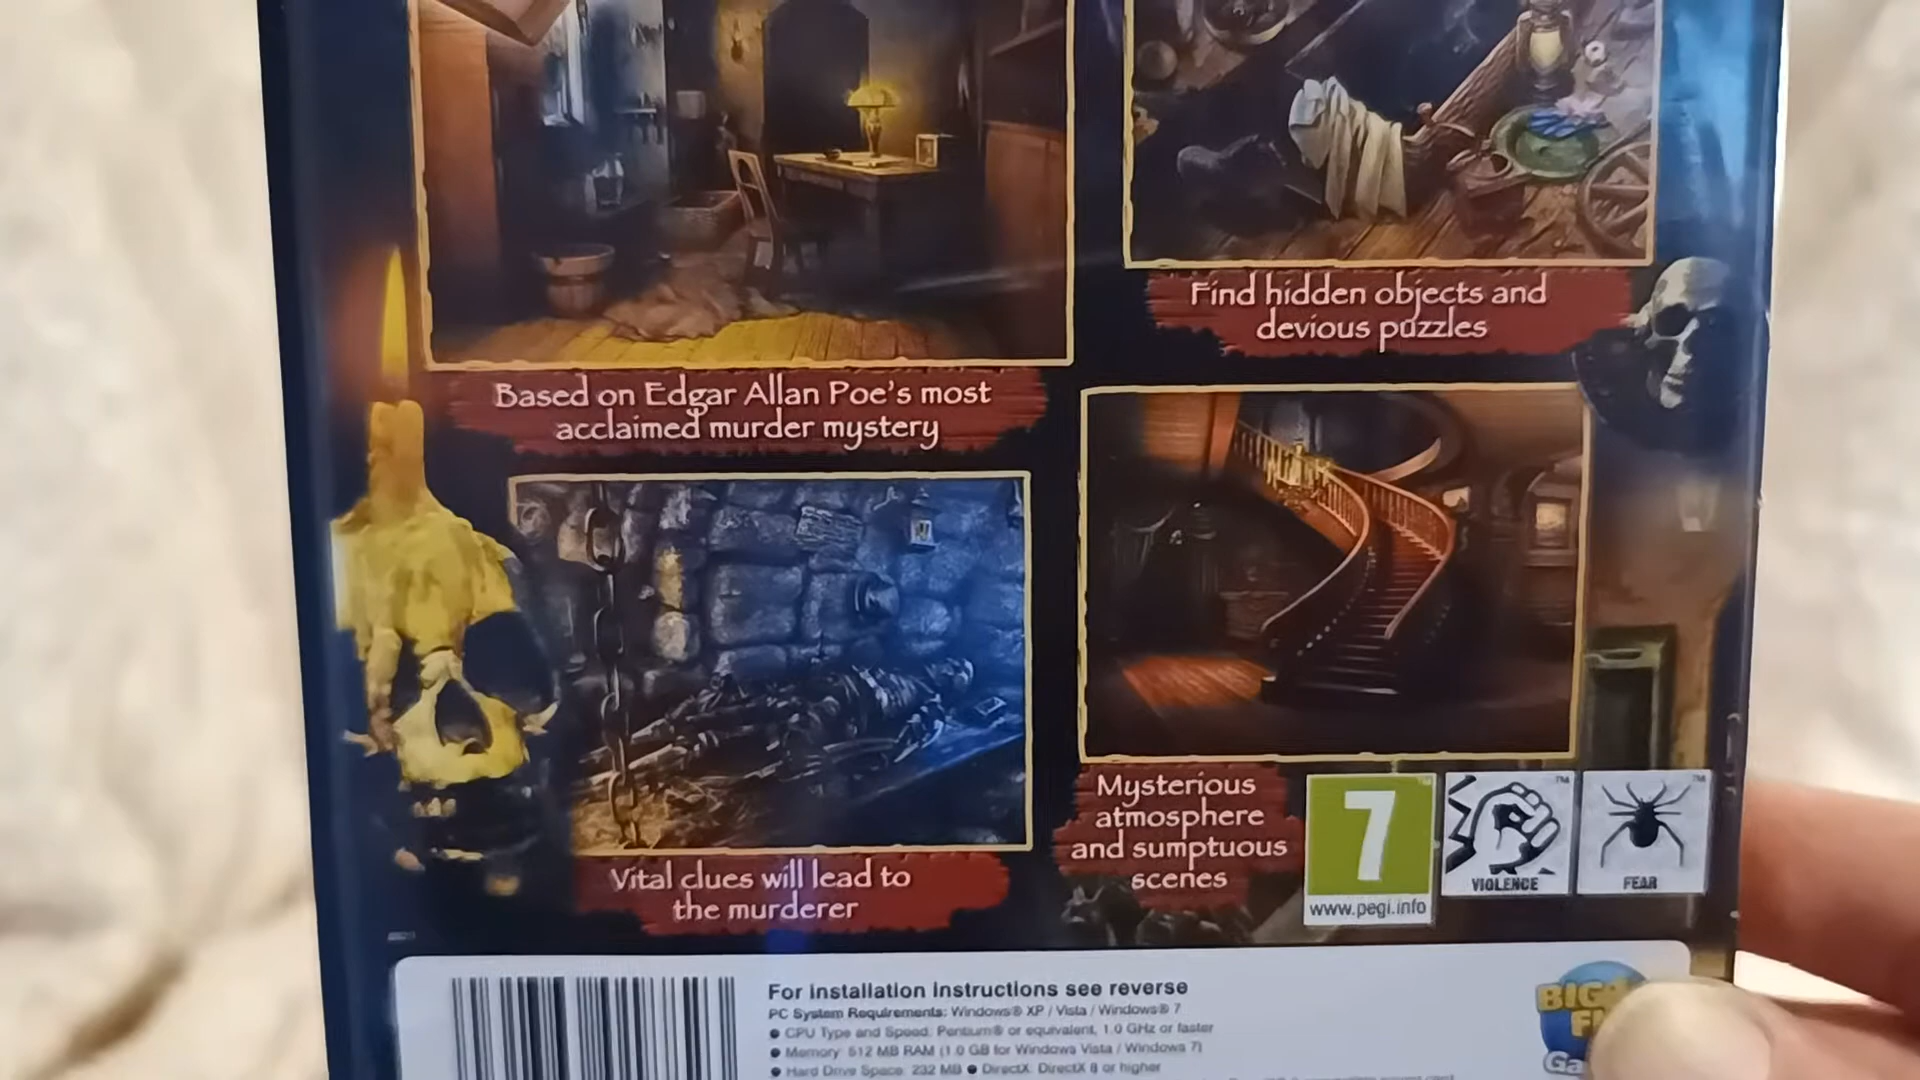 Find hidden objects and
devious puzzles
Based on Edgar Allan Poe's most
acclaimed murder mystery
Vital clues will lead to
the murderer
Mysterious
atmosphere
and sumptuous
scenes
7
www.pegi.info
VIOLENCE
FEAR
For installation instructions see reverse
PC System Requirements: Windows® XP / Vista / Windows® 7
● CPU Type and Speed: Pentium® or equivalent, 1.0 GHz or faster
● Memory: 512 MB RAM (1.0 GB for Windows Vista / Windows 7)
● Hard Drive Space: 232 MB ● DirectX: DirectX 8 or higher
BIG